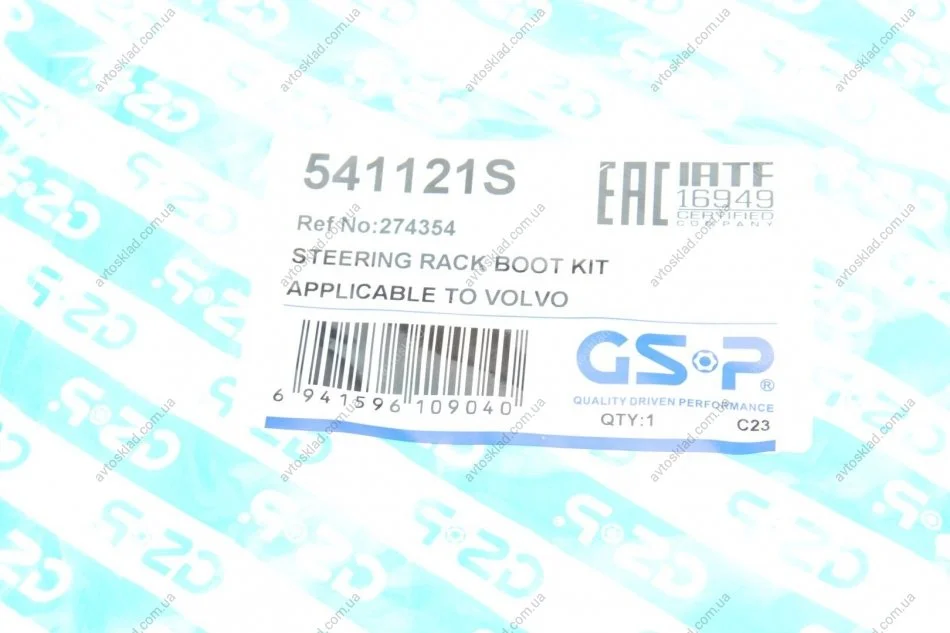 541121S
EAC
IATF
16949
CERTIFIED
COMPANY
Ref No:274354
STEERING RACK BOOT KIT
APPLICABLE TO VOLVO
6 941596 109040
GS·P®
QUALITY DRIVEN PERFORMANCE
QTY:1
C23
avtosklad.com.ua